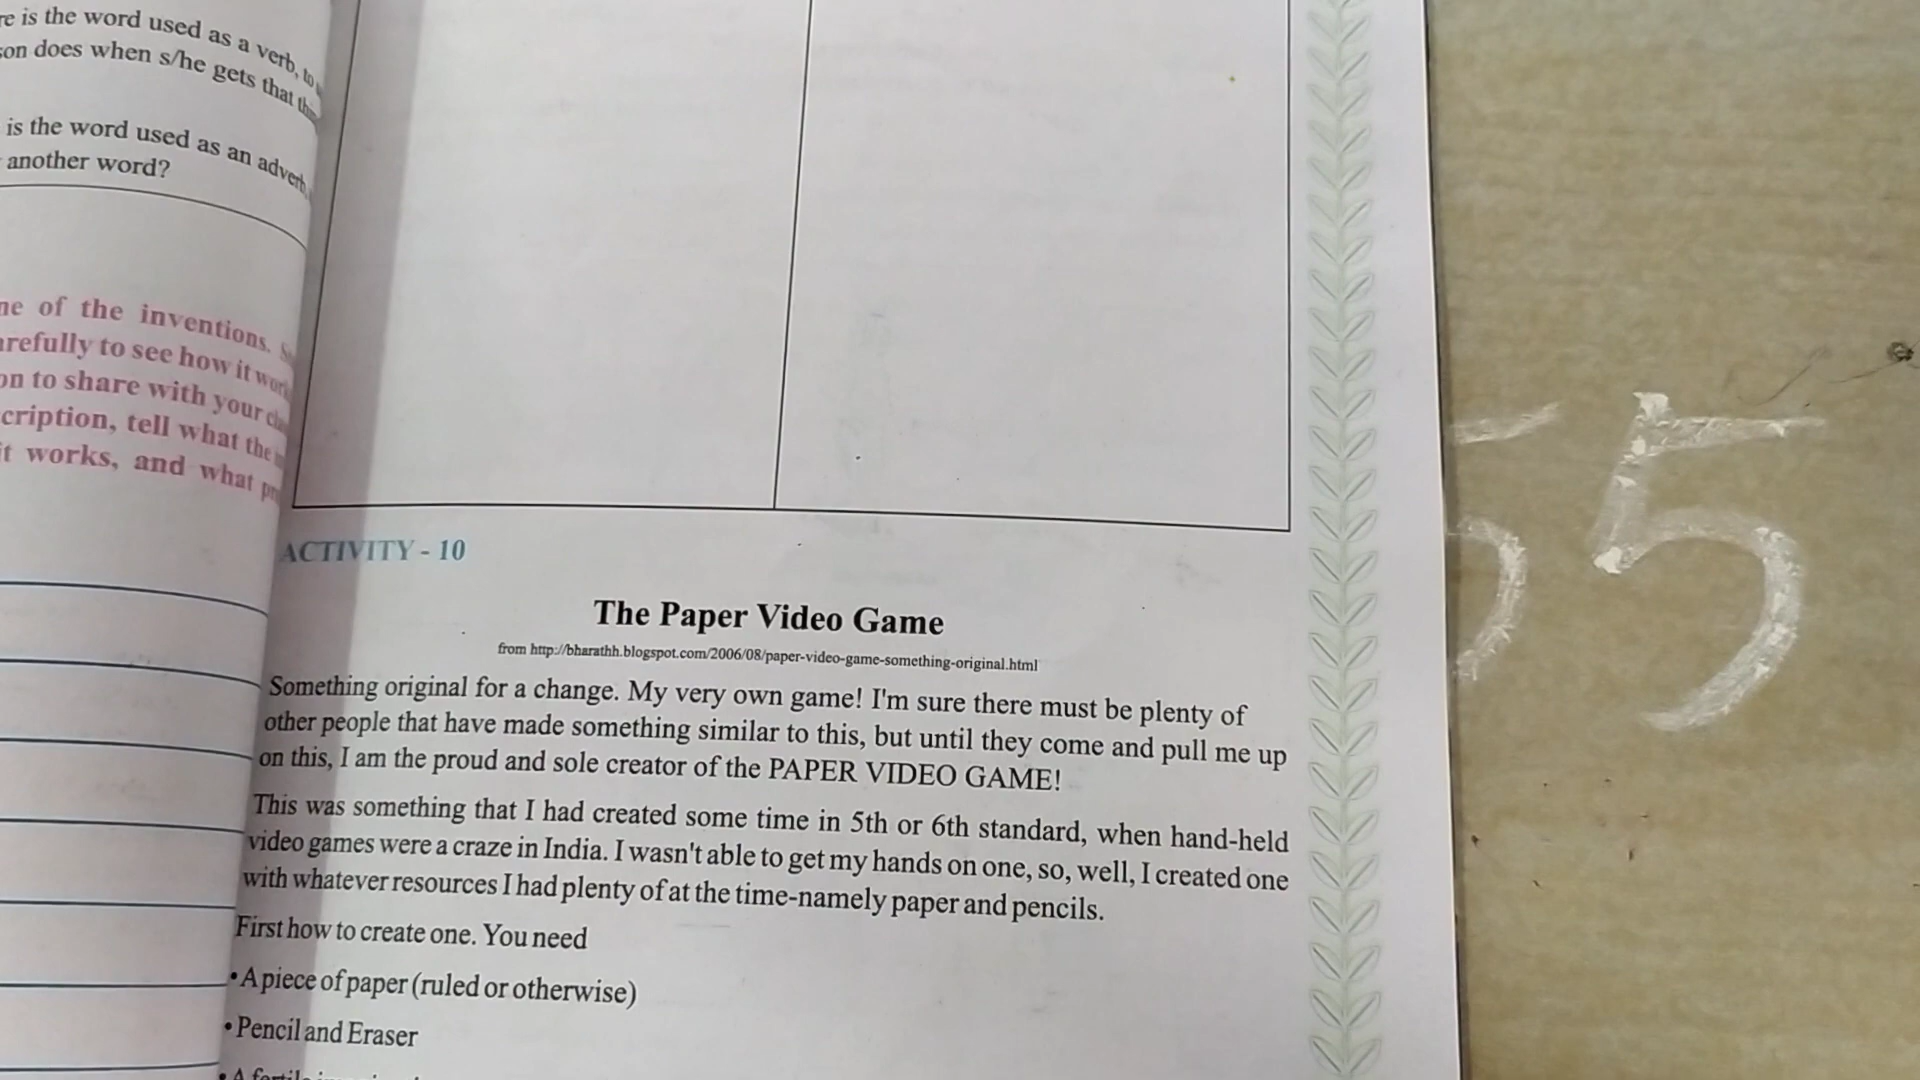 re is the word used as a verb, to
son does when s/he gets that
is the word used as an adverb,
another word?
ne of the inventions.
arefully to see how it
on to share with your
cription, tell what the
it works, and what
ACTIVITY - 10
The Paper Video Game
from http://bharathh.blogspot.com/2006/08/paper-video-game-something-original.html
Something original for a change. My very own game! I'm sure there must be plenty of
other people that have made something similar to this, but until they come and pull me up
on this, I am the proud and sole creator of the PAPER VIDEO GAME!
This was something that I had created some time in 5th or 6th standard, when hand-held
video games were a craze in India. I wasn't able to get my hands on one, so, well, I created one
with whatever resources I had plenty of at the time-namely paper and pencils.
First how to create one. You need
• A piece of paper (ruled or otherwise)
• Pencil and Eraser
• A
55